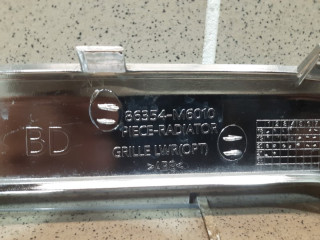 86354-M6010
PIECE-RADIATOR
GRILLE LWR(OPT)
>ABS<
BD